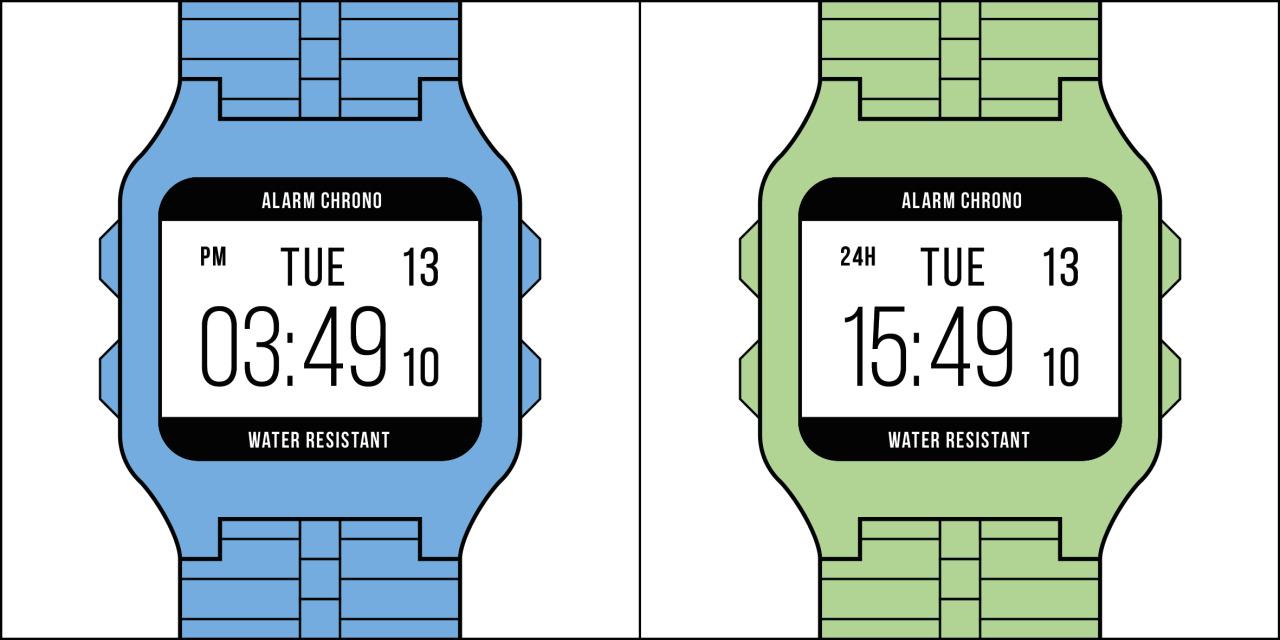 ALARM CHRONO
PM TUE 13
03:49 10
WATER RESISTANT
ALARM CHRONO
24H TUE 13
15:49 10
WATER RESISTANT